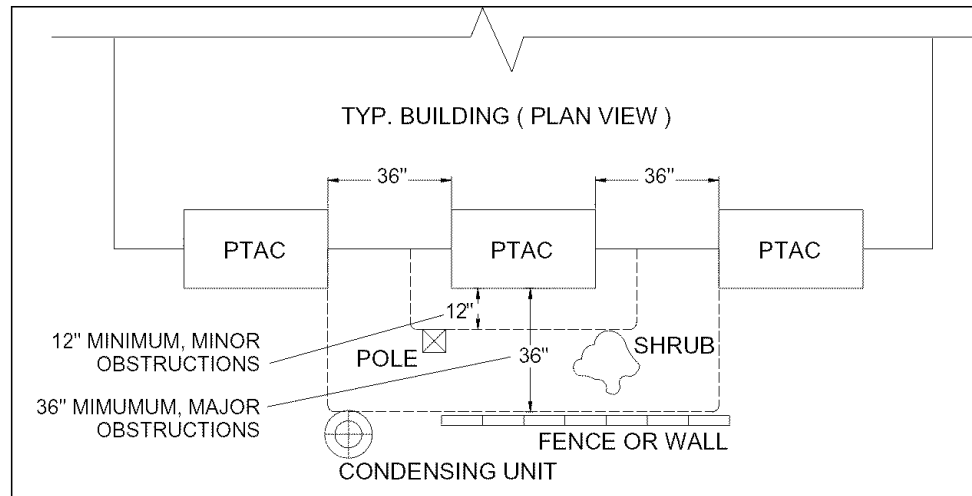 TYP. BUILDING ( PLAN VIEW )
36"
36"
PTAC
PTAC
PTAC
12"
12" MINIMUM, MINOR
OBSTRUCTIONS
POLE
36"
SHRUB
36" MIMUMUM, MAJOR
OBSTRUCTIONS
FENCE OR WALL
CONDENSING UNIT